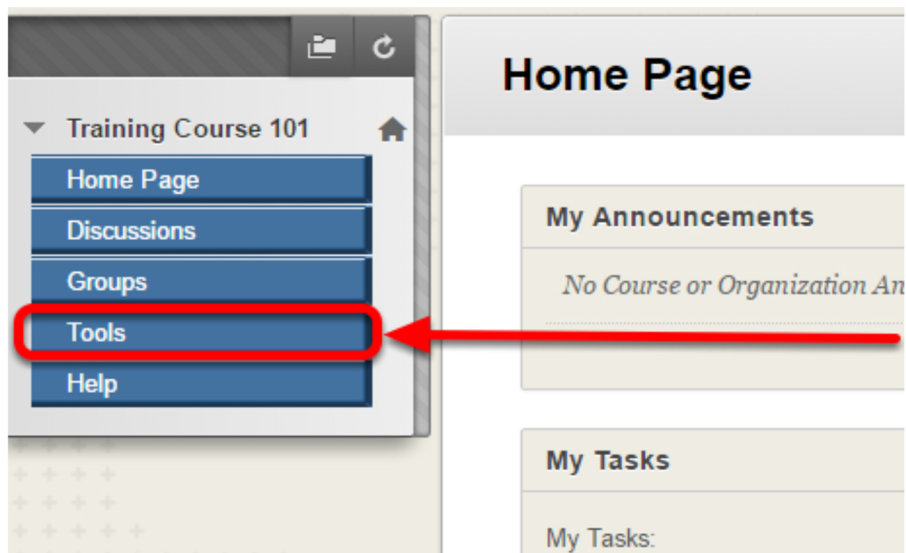 Home Page
Training Course 101
Home Page
Discussions
Groups
Tools
Help
My Announcements
No Course or Organization An
My Tasks
My Tasks: